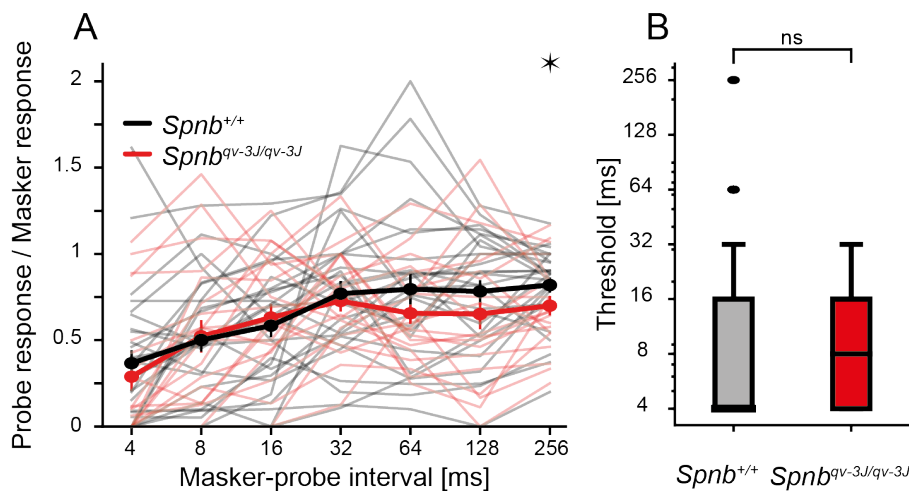 A
Probe response / Masker response
2
1.5
1
0.5
0
Spnb+/+
Spnbqv-3J/qv-3J
4 8 16 32 64 128 256
Masker-probe interval [ms]
B
ns
Threshold [ms]
256
128
64
32
16
8
4
Spnb+/+ Spnbqv-3J/qv-3J